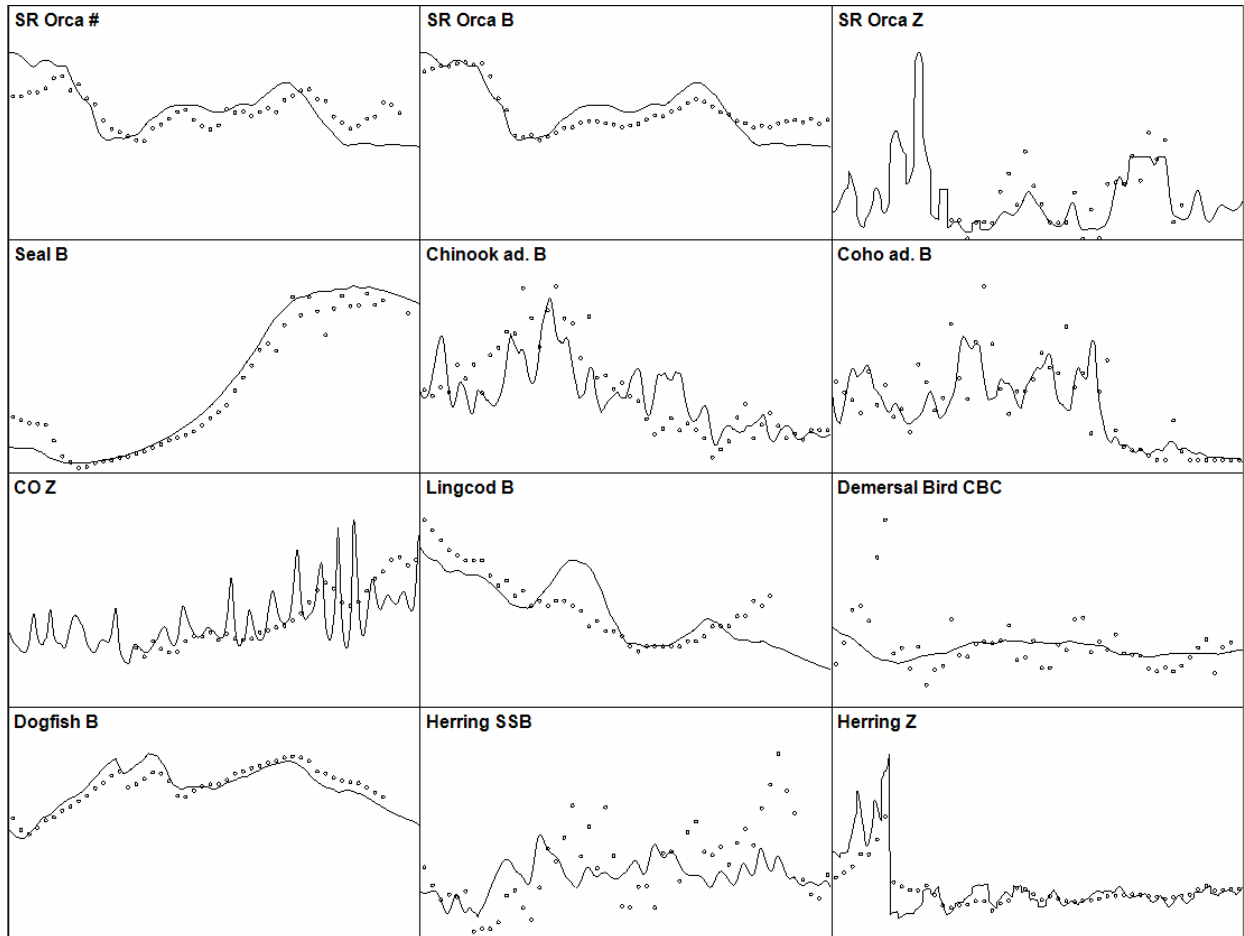 SR Orca #
SR Orca B
SR Orca Z
Seal B
Chinook ad. B
Coho ad. B
CO Z
Lingcod B
Demersal Bird CBC
Dogfish B
Herring SSB
Herring Z